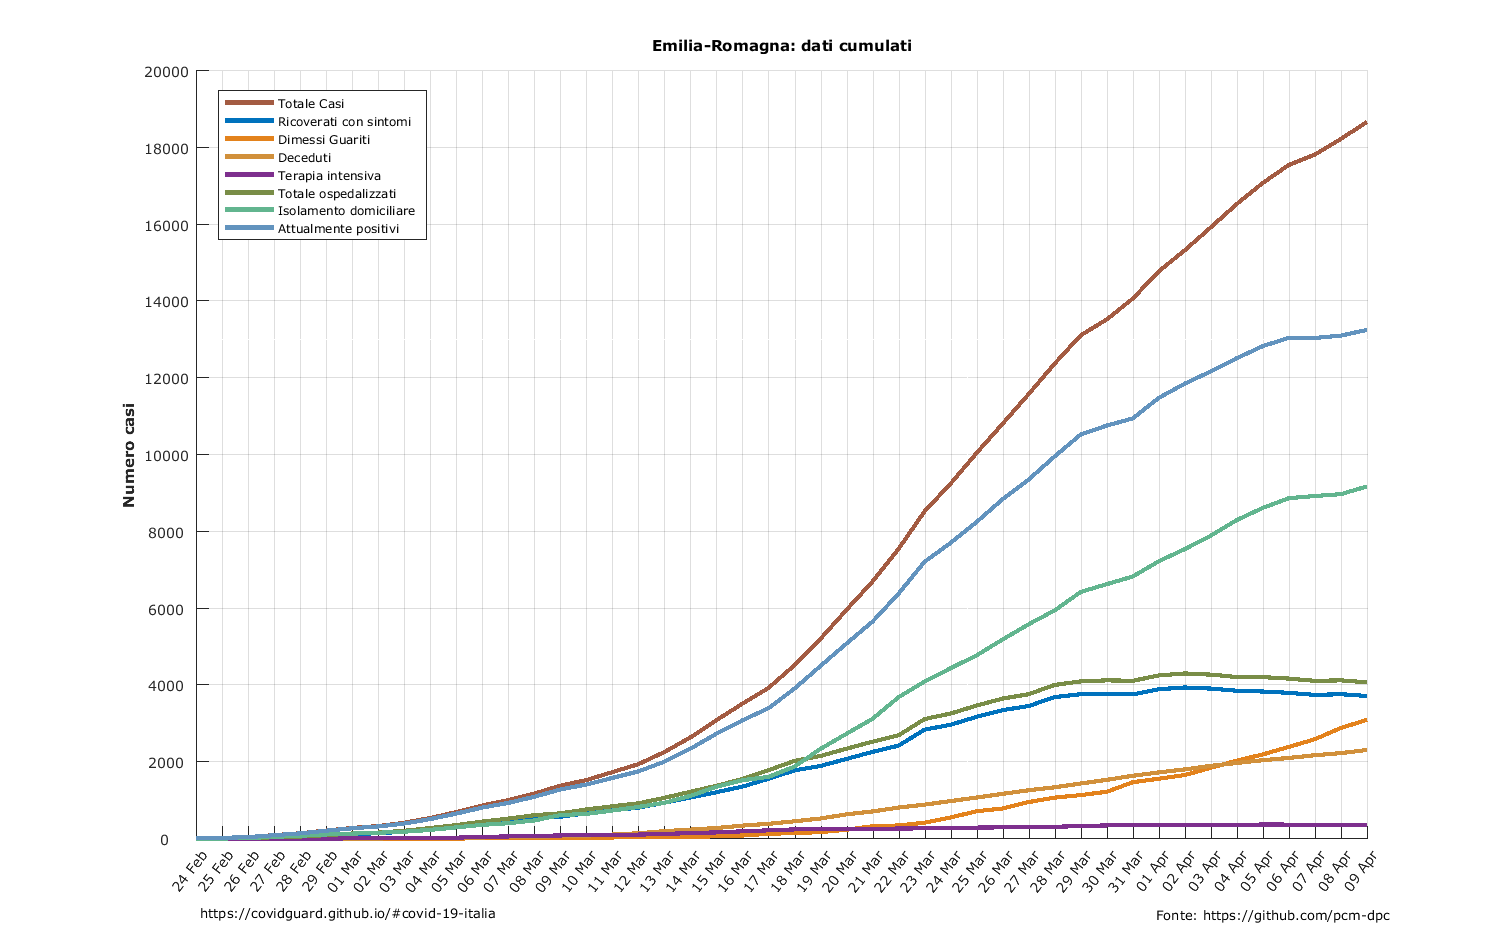 Emilia-Romagna: dati cumulati
Numero casi
20000
18000
16000
14000
12000
10000
8000
6000
4000
2000
0
Totale Casi
Ricoverati con sintomi
Dimessi Guariti
Deceduti
Terapia intensiva
Totale ospedalizzati
Isolamento domiciliare
Attualmente positivi
24 Feb
25 Feb
26 Feb
27 Feb
28 Feb
29 Feb
01 Mar
02 Mar
03 Mar
04 Mar
05 Mar
06 Mar
07 Mar
08 Mar
09 Mar
10 Mar
11 Mar
12 Mar
13 Mar
14 Mar
15 Mar
16 Mar
17 Mar
18 Mar
19 Mar
20 Mar
21 Mar
22 Mar
23 Mar
24 Mar
25 Mar
26 Mar
27 Mar
28 Mar
29 Mar
30 Mar
31 Mar
01 Apr
02 Apr
03 Apr
04 Apr
05 Apr
06 Apr
07 Apr
08 Apr
09 Apr
https://covidguard.github.io/#covid-19-italia
Fonte: https://github.com/pcm-dpc